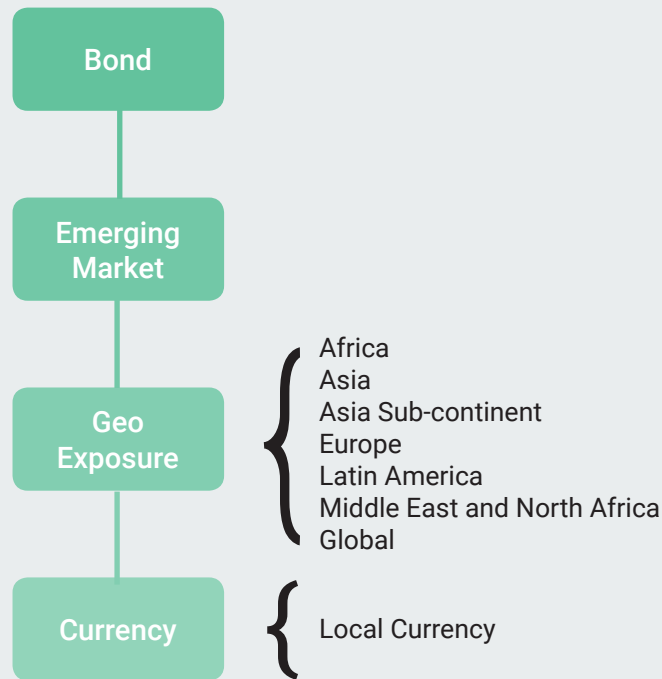 Bond
Emerging
Market
Geo
Exposure
Africa
Asia
Asia Sub-continent
Europe
Latin America
Middle East and North Africa
Global
Currency
Local Currency